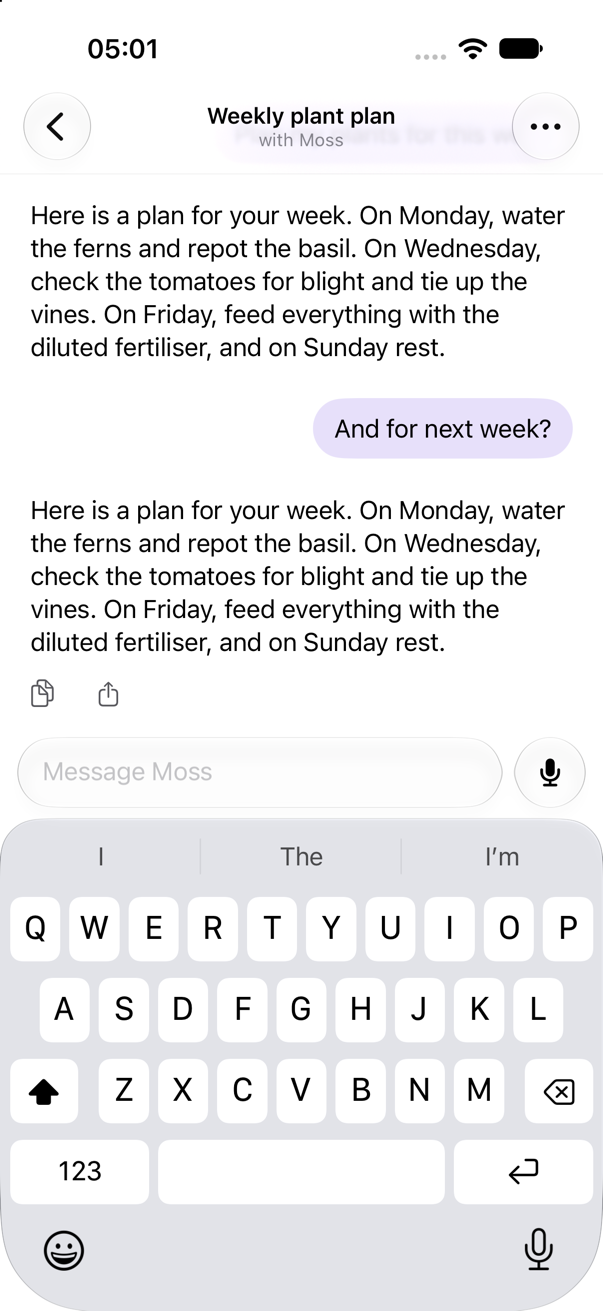 05:01
Weekly plant plan
with Moss
Here is a plan for your week. On Monday, water
the ferns and repot the basil. On Wednesday,
check the tomatoes for blight and tie up the
vines. On Friday, feed everything with the
diluted fertiliser, and on Sunday rest.
And for next week?
Here is a plan for your week. On Monday, water
the ferns and repot the basil. On Wednesday,
check the tomatoes for blight and tie up the
vines. On Friday, feed everything with the
diluted fertiliser, and on Sunday rest.
Message Moss
I The I’m
Q W E R T Y U I O P
A S D F G H J K L
Z X C V B N M
123